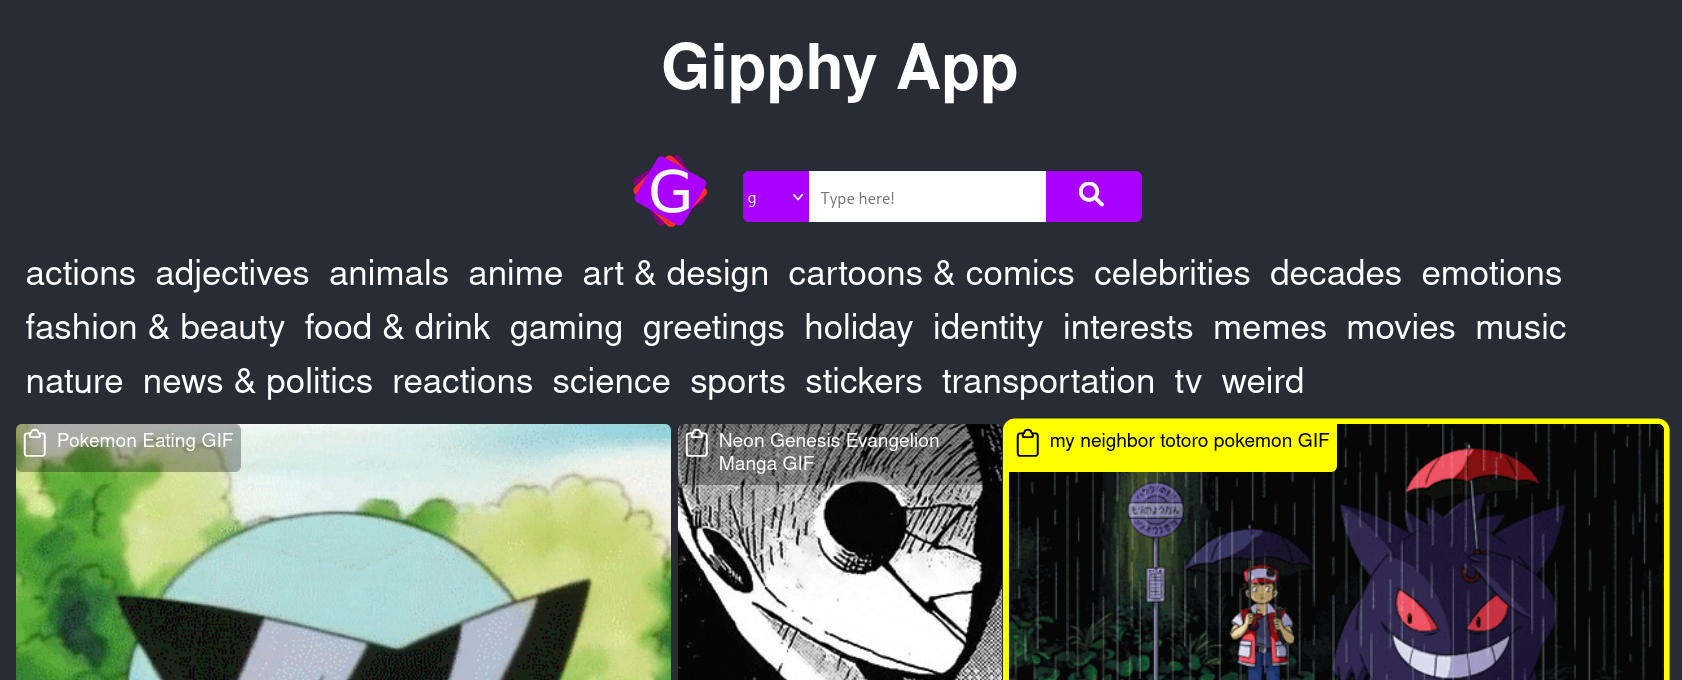 Gipphy App
G
g Type here!
actions adjectives animals anime art & design cartoons & comics celebrities decades emotions
fashion & beauty food & drink gaming greetings holiday identity interests memes movies music
nature news & politics reactions science sports stickers transportation tv weird
Pokemon Eating GIF
Neon Genesis Evangelion
Manga GIF
my neighbor totoro pokemon GIF